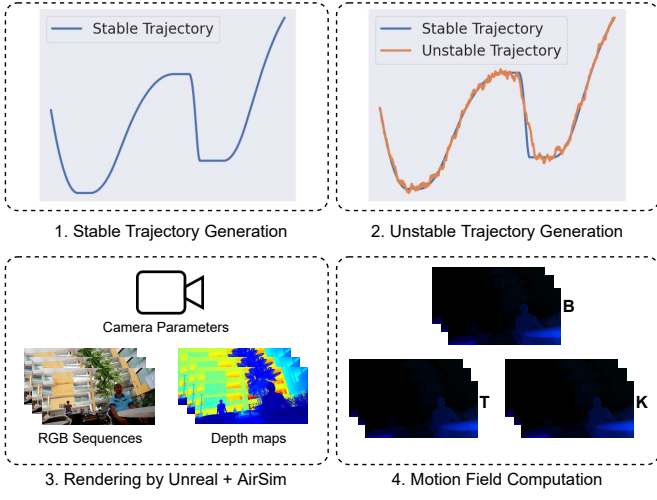 Stable Trajectory
1. Stable Trajectory Generation
Stable Trajectory
Unstable Trajectory
2. Unstable Trajectory Generation
Camera Parameters
RGB Sequences
Depth maps
3. Rendering by Unreal + AirSim
B
T
K
4. Motion Field Computation